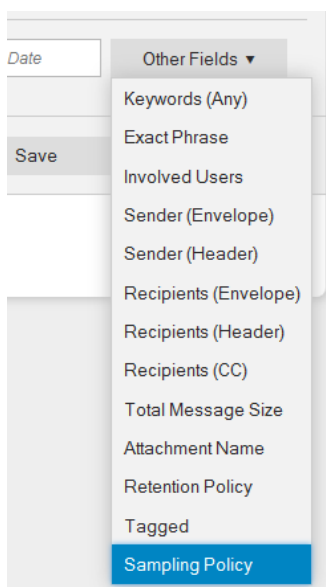 Date
Other Fields ▼
Keywords (Any)
Exact Phrase
Save
Involved Users
Sender (Envelope)
Sender (Header)
Recipients (Envelope)
Recipients (Header)
Recipients (CC)
Total Message Size
Attachment Name
Retention Policy
Tagged
Sampling Policy